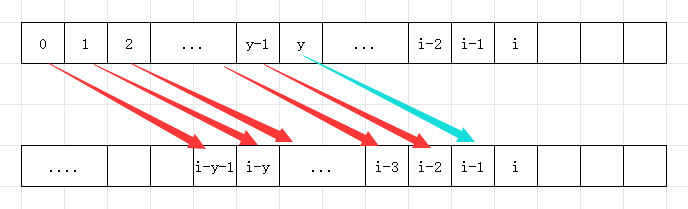 0 1 2 ... y-1 y ... i-2 i-1 i
.... i-y-1 i-y ... i-3 i-2 i-1 i